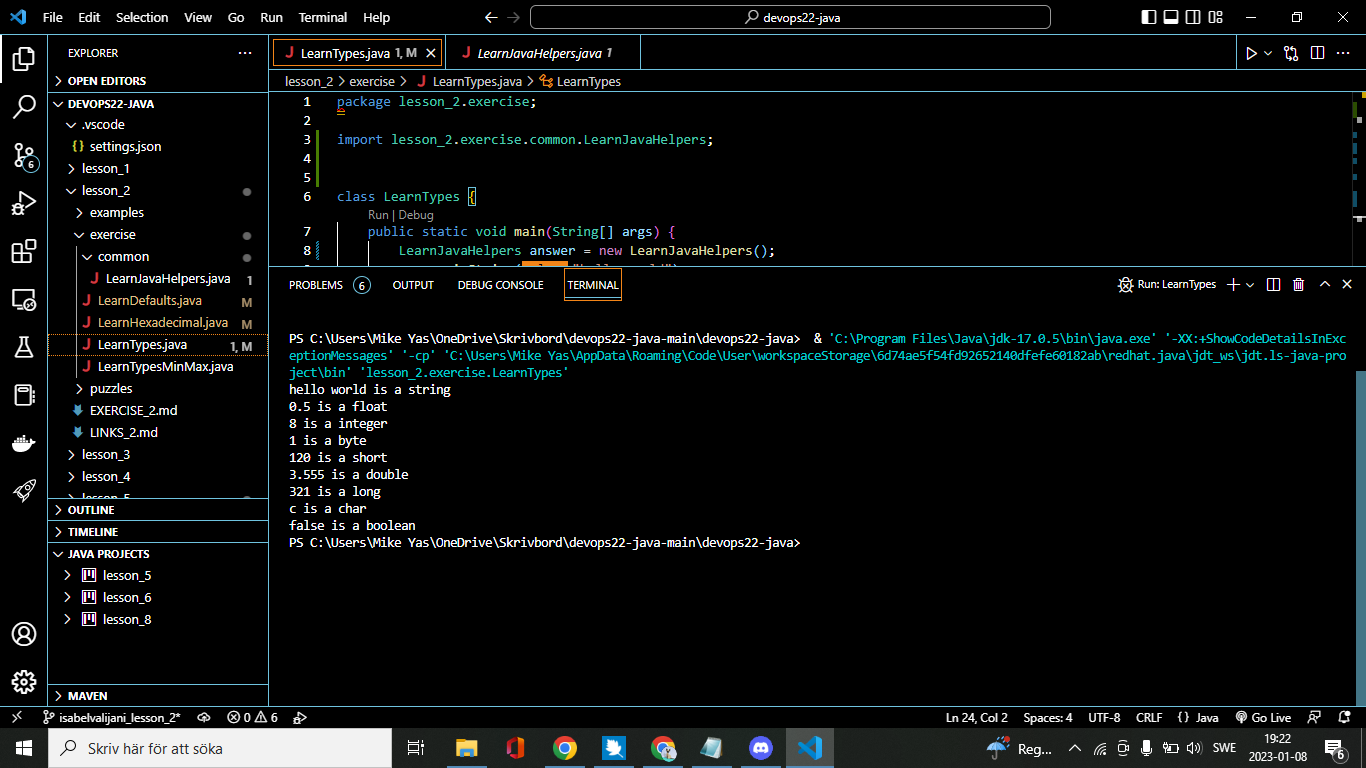 File Edit Selection View Go Run Terminal Help
devops22-java
EXPLORER
OPEN EDITORS
DEVOPS22-JAVA
.vscode
{} settings.json
lesson_1
lesson_2
examples
exercise
common
LearnJavaHelpers.java 1
LearnDefaults.java M
LearnHexadecimal.java M
LearnTypes.java 1, M
LearnTypesMinMax.java
puzzles
EXERCISE_2.md
LINKS_2.md
lesson_3
lesson_4
OUTLINE
TIMELINE
JAVA PROJECTS
lesson_5
lesson_6
lesson_8
MAVEN
LearnTypes.java 1, M
LearnJavaHelpers.java 1
lesson_2 > exercise > LearnTypes.java > LearnTypes
1 package lesson_2.exercise;
2
3 import lesson_2.exercise.common.LearnJavaHelpers;
4
5
6 class LearnTypes {
Run | Debug
7 public static void main(String[] args) {
8 LearnJavaHelpers answer = new LearnJavaHelpers();
PROBLEMS 6 OUTPUT DEBUG CONSOLE TERMINAL
Run: LearnTypes
PS C:\Users\Mike Yas\OneDrive\Skrivbord\devops22-java-main\devops22-java> & 'C:\Program Files\Java\jdk-17.0.5\bin\java.exe' '-XX:+ShowCodeDetailsInExc
eptionMessages' '-cp' 'C:\Users\Mike Yas\AppData\Roaming\Code\User\workspaceStorage\6d74ae5f54fd92652140dfefe60182ab\redhat.java\jdt_ws\jdt.ls-java-pro
ject\bin' 'lesson_2.exercise.LearnTypes'
hello world is a string
0.5 is a float
8 is a integer
1 is a byte
120 is a short
3.555 is a double
321 is a long
c is a char
false is a boolean
PS C:\Users\Mike Yas\OneDrive\Skrivbord\devops22-java-main\devops22-java>
6
isabelvalijani_lesson_2* 0 6
Ln 24, Col 2 Spaces: 4 UTF-8 CRLF {} Java Go Live
Skriv här för att söka
Reg... SWE
19:22
2023-01-08
6